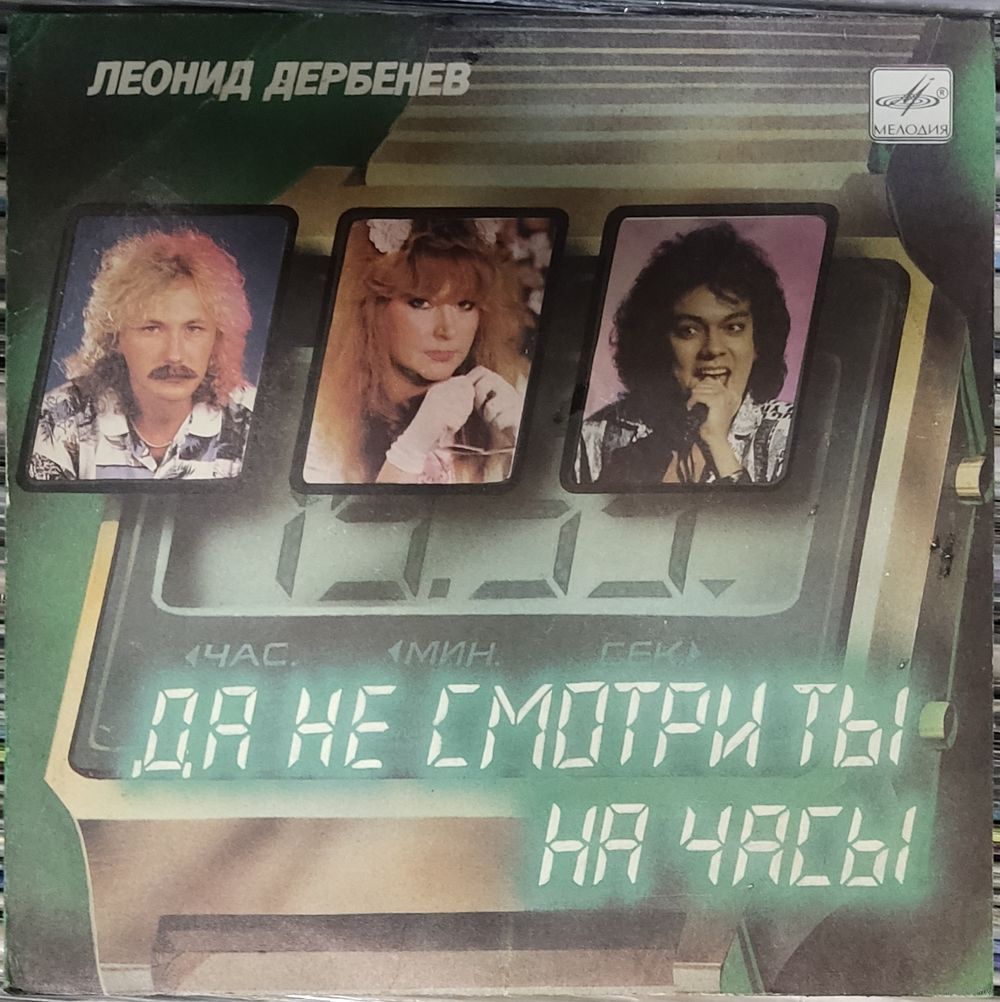 ЛЕОНИД ДЕРБЕНЕВ
®
МЕЛОДИЯ
ЧАС.
МИН.
СЕК
ДА НЕ СМОТРИ ТЫ
НА ЧАСЫ